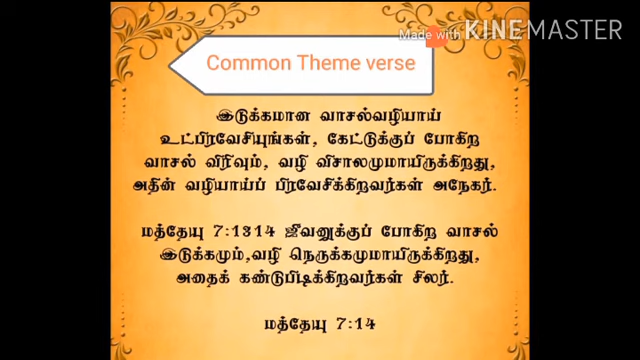 Made with KINEMASTER
Common Theme verse
இடுக்கமான வாசல்வழியாய்
உட்பிரவேசியுங்கள், கேட்டுக்குப் போகிற
வாசல் விரிவும், வழி விசாலமுமாயிருக்கிறது,
அதின் வழியாய்ப் பிரவேசிக்கிறவர்கள் அநேகர்.
மத்தேயு 7:1314 ஜீவனுக்குப் போகிற வாசல்
இடுக்கமும்,வழி நெருக்கமுமாயிருக்கிறது,
அதைக் கண்டுபிடிக்கிறவர்கள் சிலர்.
மத்தேயு 7:14